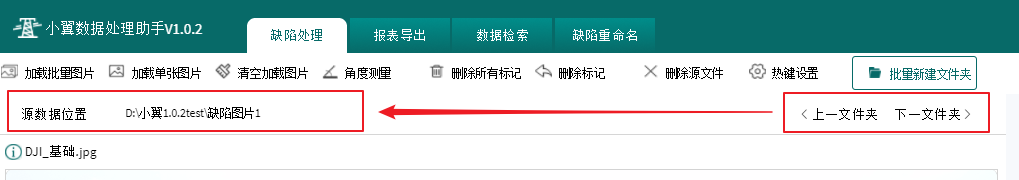 小翼数据处理助手V1.0.2
缺陷处理 报表导出 数据检索 缺陷重命名
加载批量图片 加载单张图片 清空加载图片 角度测量 删除所有标记 删除标记 删除源文件 热键设置 批量新建文件夹
源数据位置 D:\小翼1.0.2test\缺陷图片1 上一文件夹 下一文件夹
DJI_基础.jpg